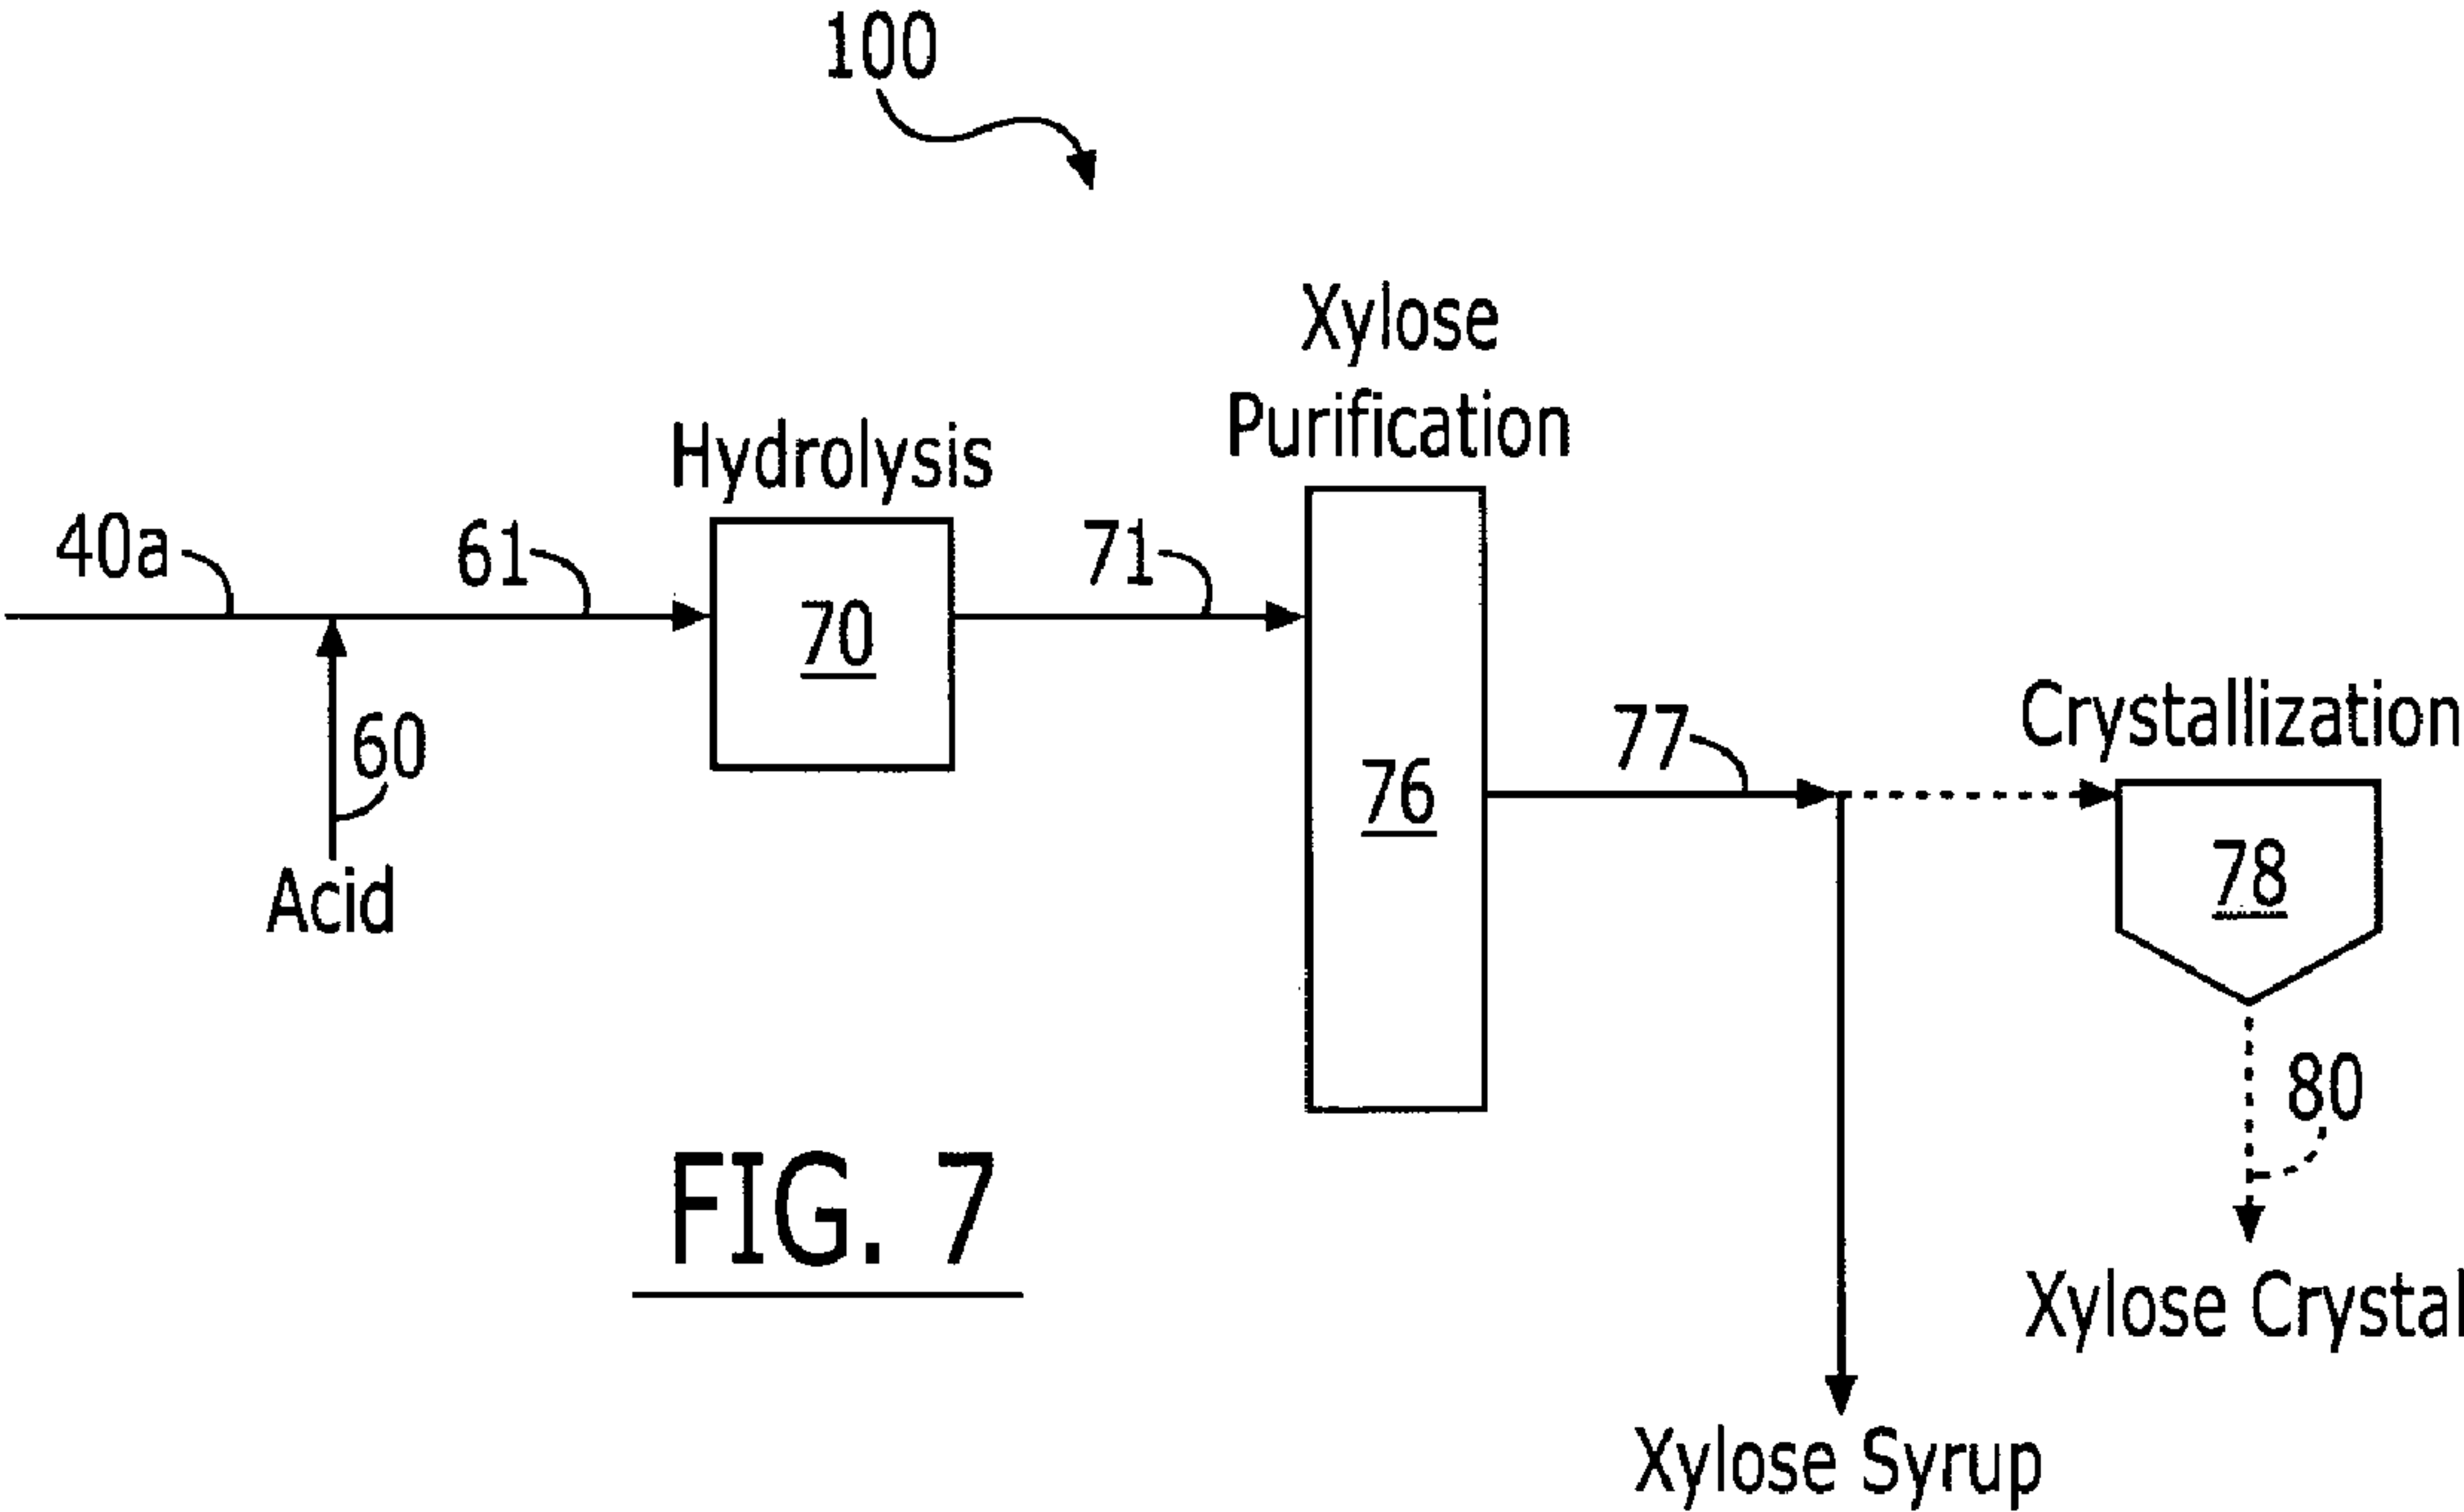 100
Xylose
Purification
Hydrolysis
40a
61
71
70
60
Acid
77
Crystallization
76
78
80
Xylose Crystal
FIG. 7
Xylose Syrup